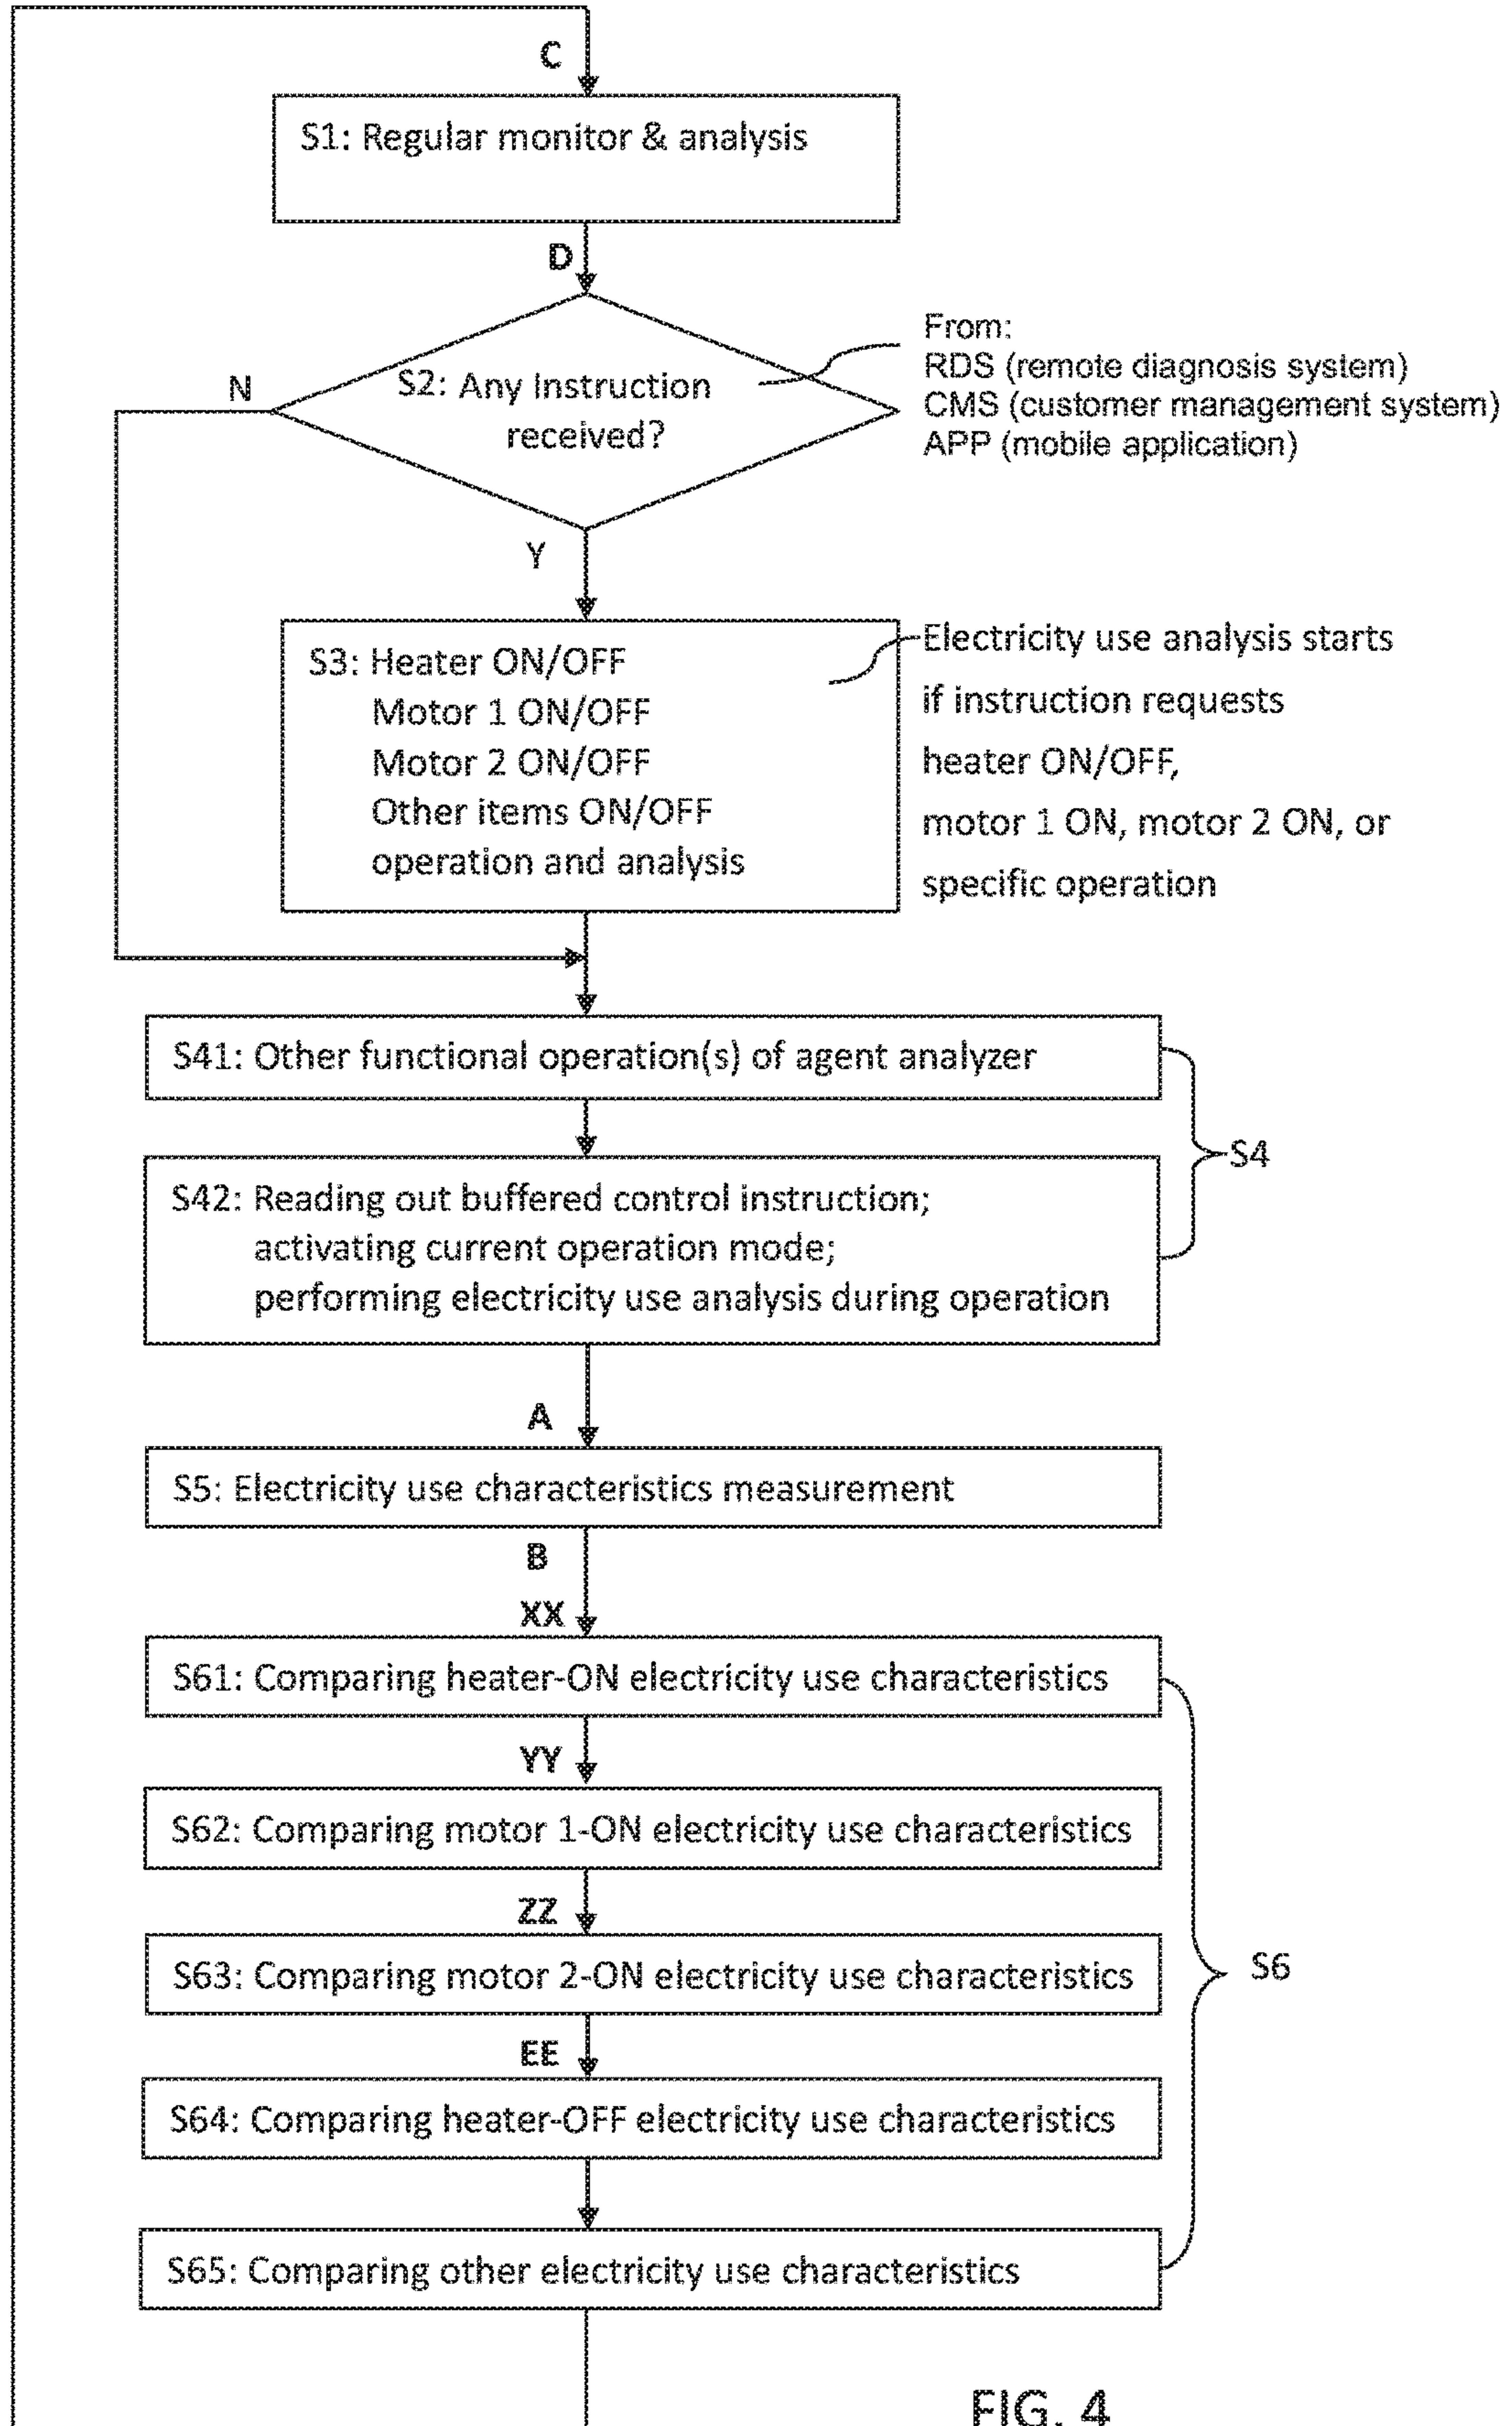 C
S1: Regular monitor & analysis
D
From:
RDS (remote diagnosis system)
CMS (customer management system)
APP (mobile application)
N
S2: Any Instruction
received?
Y
S3: Heater ON/OFF
Motor 1 ON/OFF
Motor 2 ON/OFF
Other items ON/OFF
operation and analysis
Electricity use analysis starts
if instruction requests
heater ON/OFF,
motor 1 ON, motor 2 ON, or
specific operation
S41: Other functional operation(s) of agent analyzer
S4
S42: Reading out buffered control instruction;
activating current operation mode;
performing electricity use analysis during operation
A
S5: Electricity use characteristics measurement
B
XX
S61: Comparing heater-ON electricity use characteristics
YY
S62: Comparing motor 1-ON electricity use characteristics
ZZ
S63: Comparing motor 2-ON electricity use characteristics
S6
EE
S64: Comparing heater-OFF electricity use characteristics
S65: Comparing other electricity use characteristics
FIG. 4